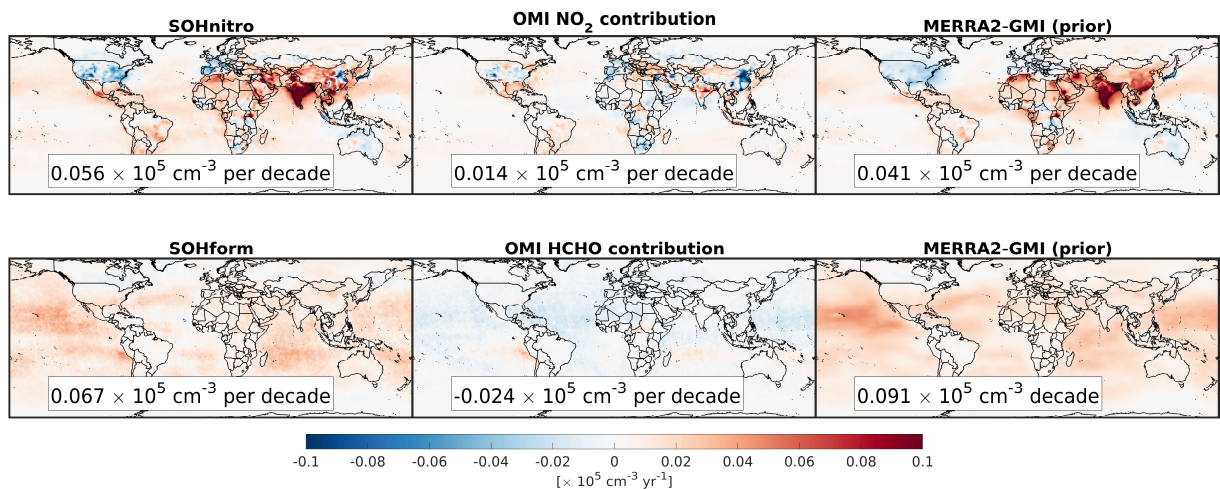 SOHnitro
OMI NO2 contribution
MERRA2-GMI (prior)
0.056 × 10^5 cm^-3 per decade
0.014 × 10^5 cm^-3 per decade
0.041 × 10^5 cm^-3 per decade
SOHform
OMI HCHO contribution
MERRA2-GMI (prior)
0.067 × 10^5 cm^-3 per decade
-0.024 × 10^5 cm^-3 per decade
0.091 × 10^5 cm^-3 decade
-0.1 -0.08 -0.06 -0.04 -0.02 0 0.02 0.04 0.06 0.08 0.1
[× 10^5 cm^-3 yr^-1]